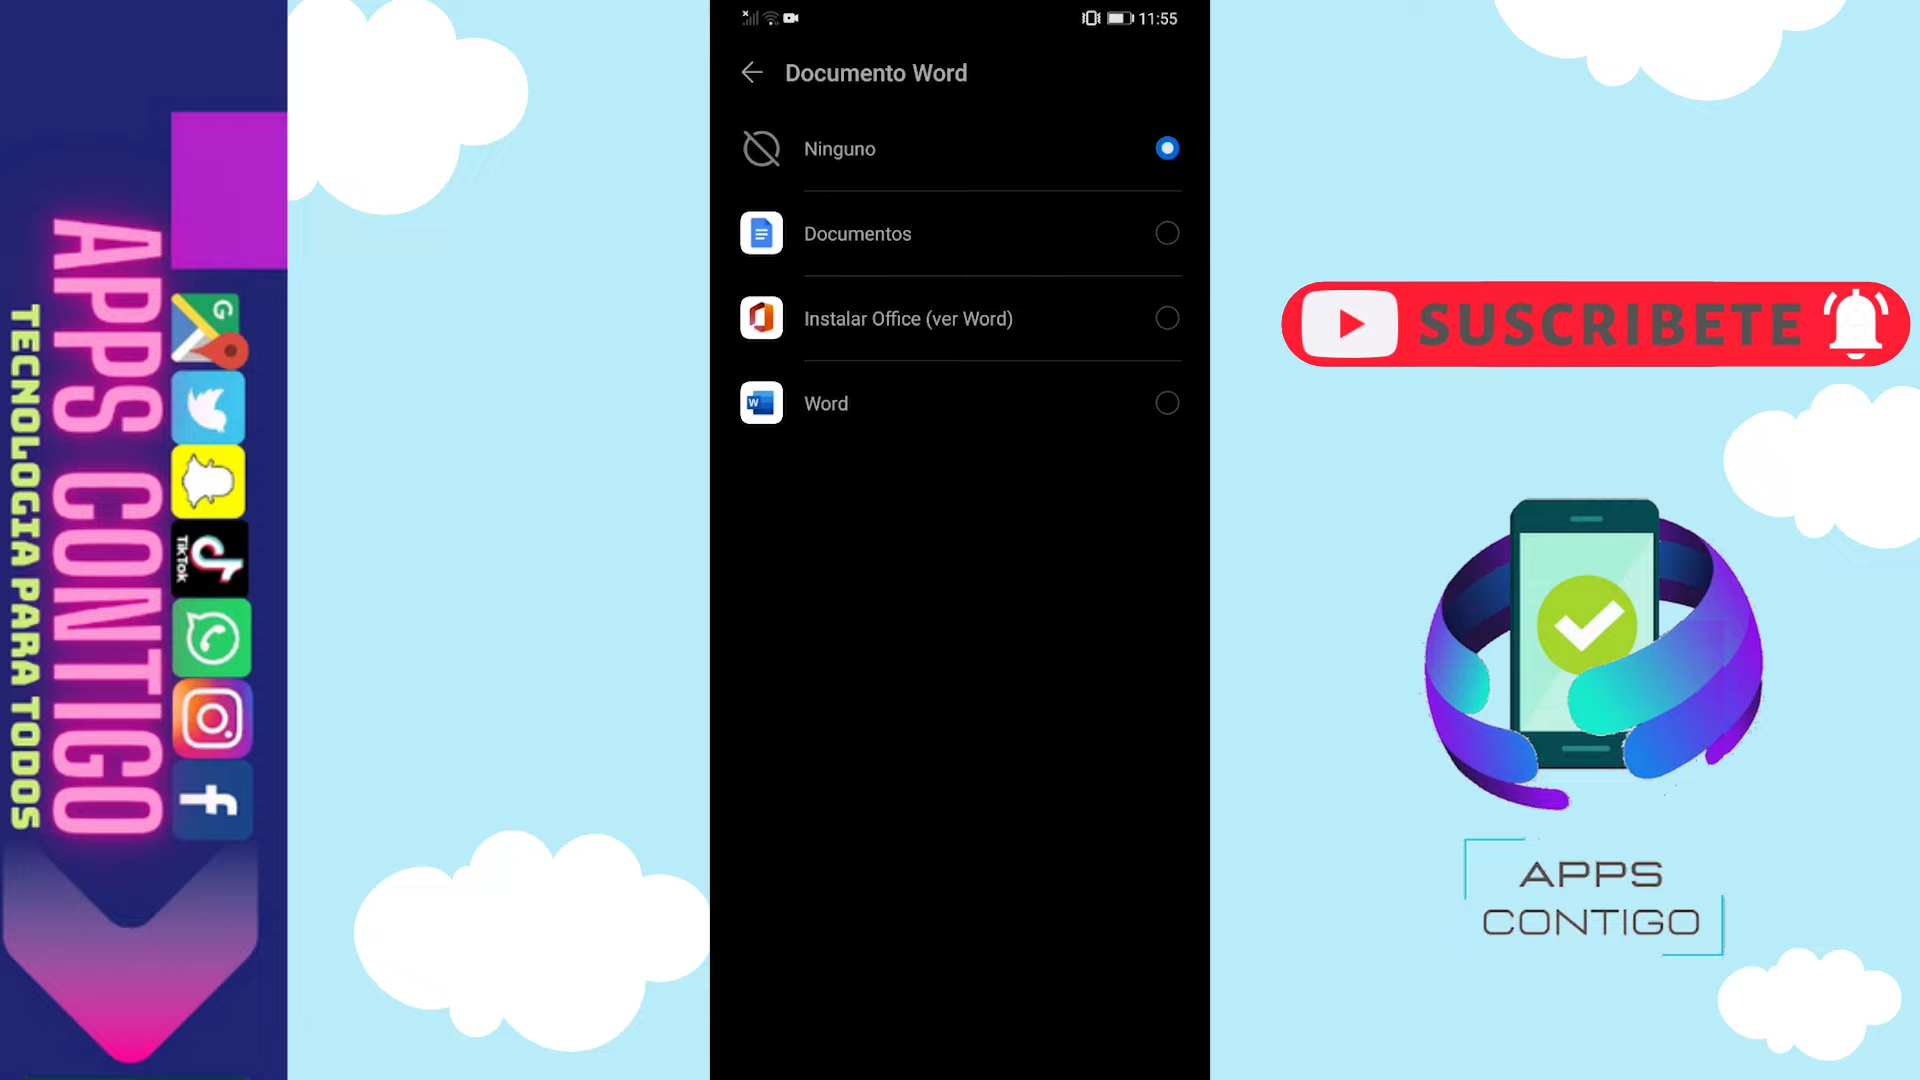 APPS CONTIGO
TECNOLOGIA PARA TODOS
G
TikTok
f
11:55
Documento Word
Ninguno
Documentos
Instalar Office (ver Word)
W
Word
SUSCRIBETE
APPS
CONTIGO